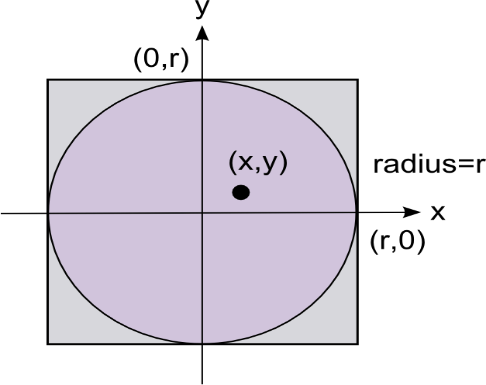 y
(0,r)
(x,y)
radius=r
x
(r,0)